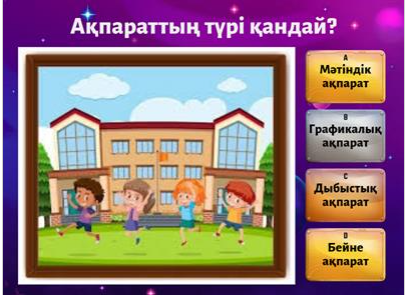 Ақпараттың түрі қандай?
A
Мәтіндік
ақпарат
B
Графикалық
ақпарат
C
Дыбыстық
ақпарат
D
Бейне
ақпарат